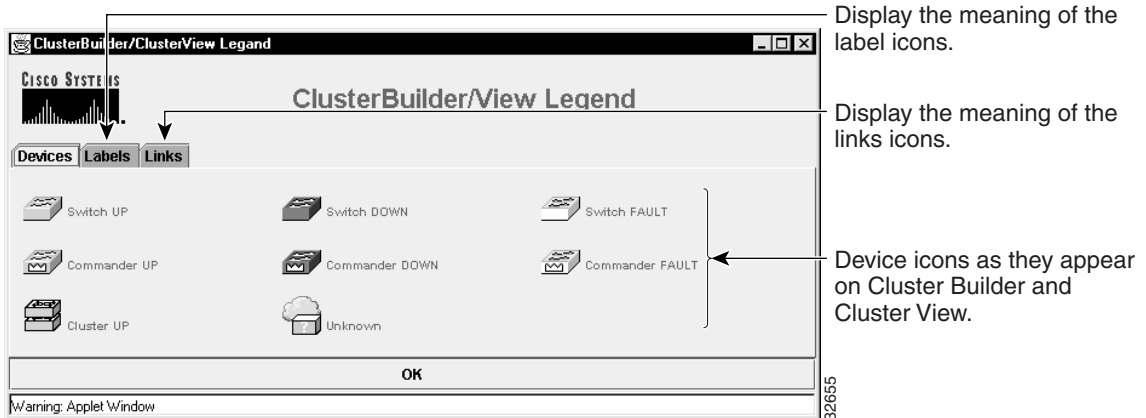 Display the meaning of the
label icons.
ClusterBuilder/ClusterView Legand
CISCO SYSTEMS
ClusterBuilder/View Legend
Display the meaning of the
links icons.
Devices Labels Links
Switch UP Switch DOWN Switch FAULT
Commander UP Commander DOWN Commander FAULT
Device icons as they appear
on Cluster Builder and
Cluster View.
Cluster UP ? Unknown
OK
Warning: Applet Window
32655